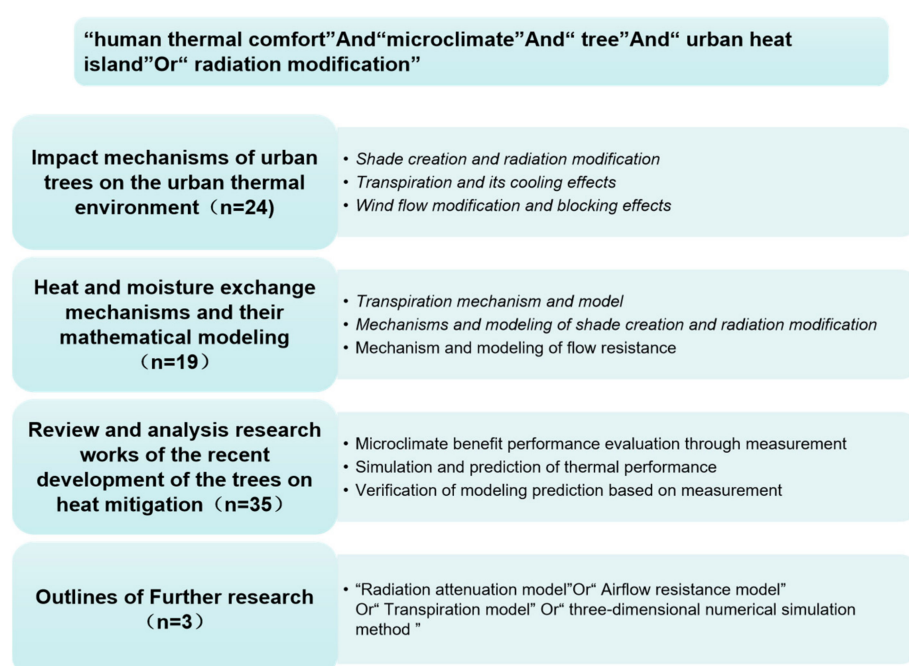 “human thermal comfort”And“microclimate”And“ tree”And“ urban heat
island”Or“ radiation modification”
Impact mechanisms of urban
trees on the urban thermal
environment（n=24)
• Shade creation and radiation modification
• Transpiration and its cooling effects
• Wind flow modification and blocking effects
Heat and moisture exchange
mechanisms and their
mathematical modeling
（n=19）
• Transpiration mechanism and model
• Mechanisms and modeling of shade creation and radiation modification
• Mechanism and modeling of flow resistance
Review and analysis research
works of the recent
development of the trees on
heat mitigation（n=35）
• Microclimate benefit performance evaluation through measurement
• Simulation and prediction of thermal performance
• Verification of modeling prediction based on measurement
Outlines of Further research
（n=3）
• “Radiation attenuation model”Or“ Airflow resistance model”
Or“ Transpiration model” Or“ three-dimensional numerical simulation
method ”